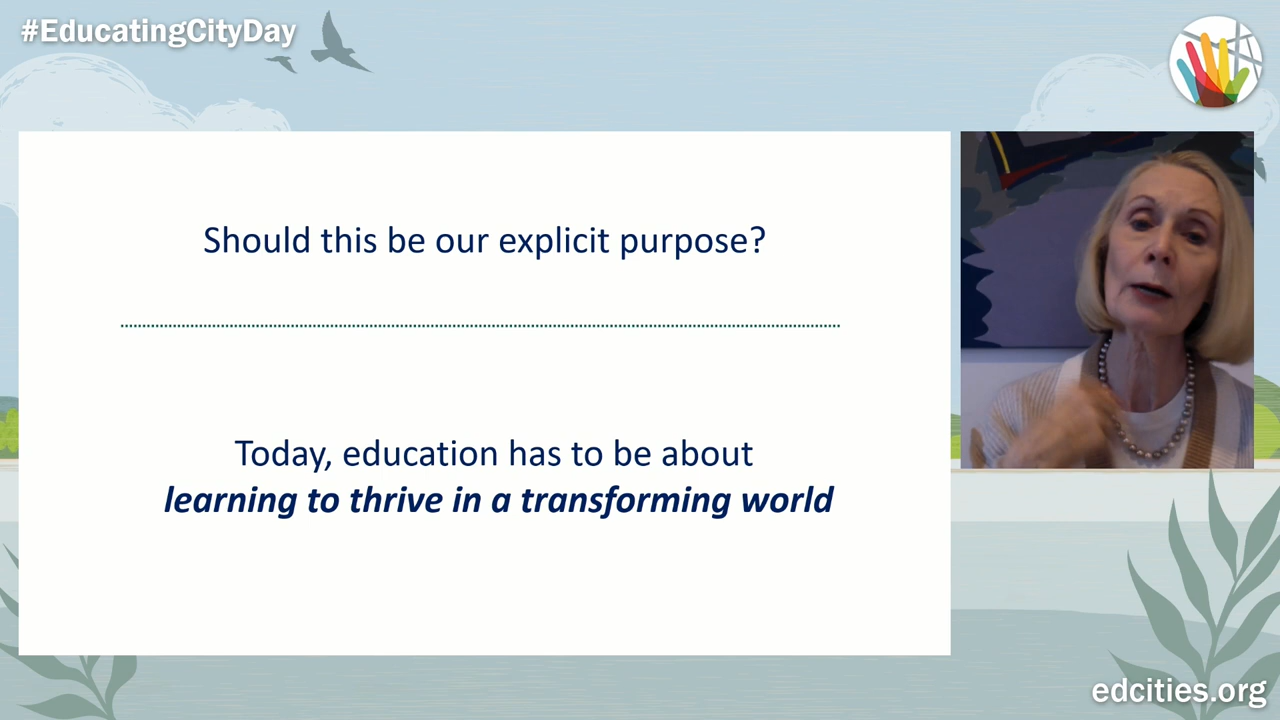 #EducatingCityDay
Should this be our explicit purpose?
Today, education has to be about
learning to thrive in a transforming world
edcities.org